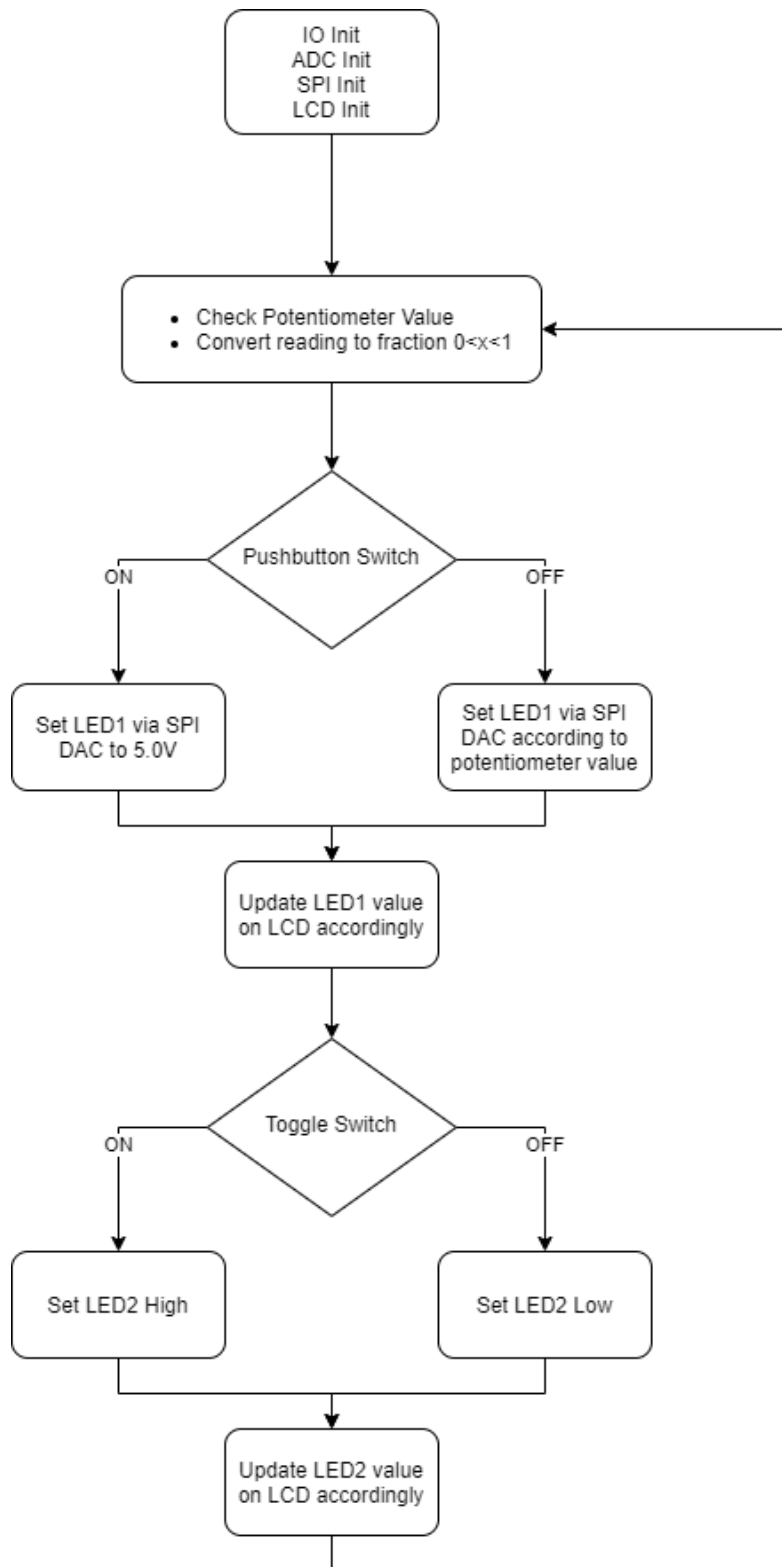 IO Init
ADC Init
SPI Init
LCD Init
• Check Potentiometer Value
• Convert reading to fraction 0<x<1
Pushbutton Switch
ON
OFF
Set LED1 via SPI
DAC to 5.0V
Set LED1 via SPI
DAC according to
potentiometer value
Update LED1 value
on LCD accordingly
Toggle Switch
ON
OFF
Set LED2 High
Set LED2 Low
Update LED2 value
on LCD accordingly